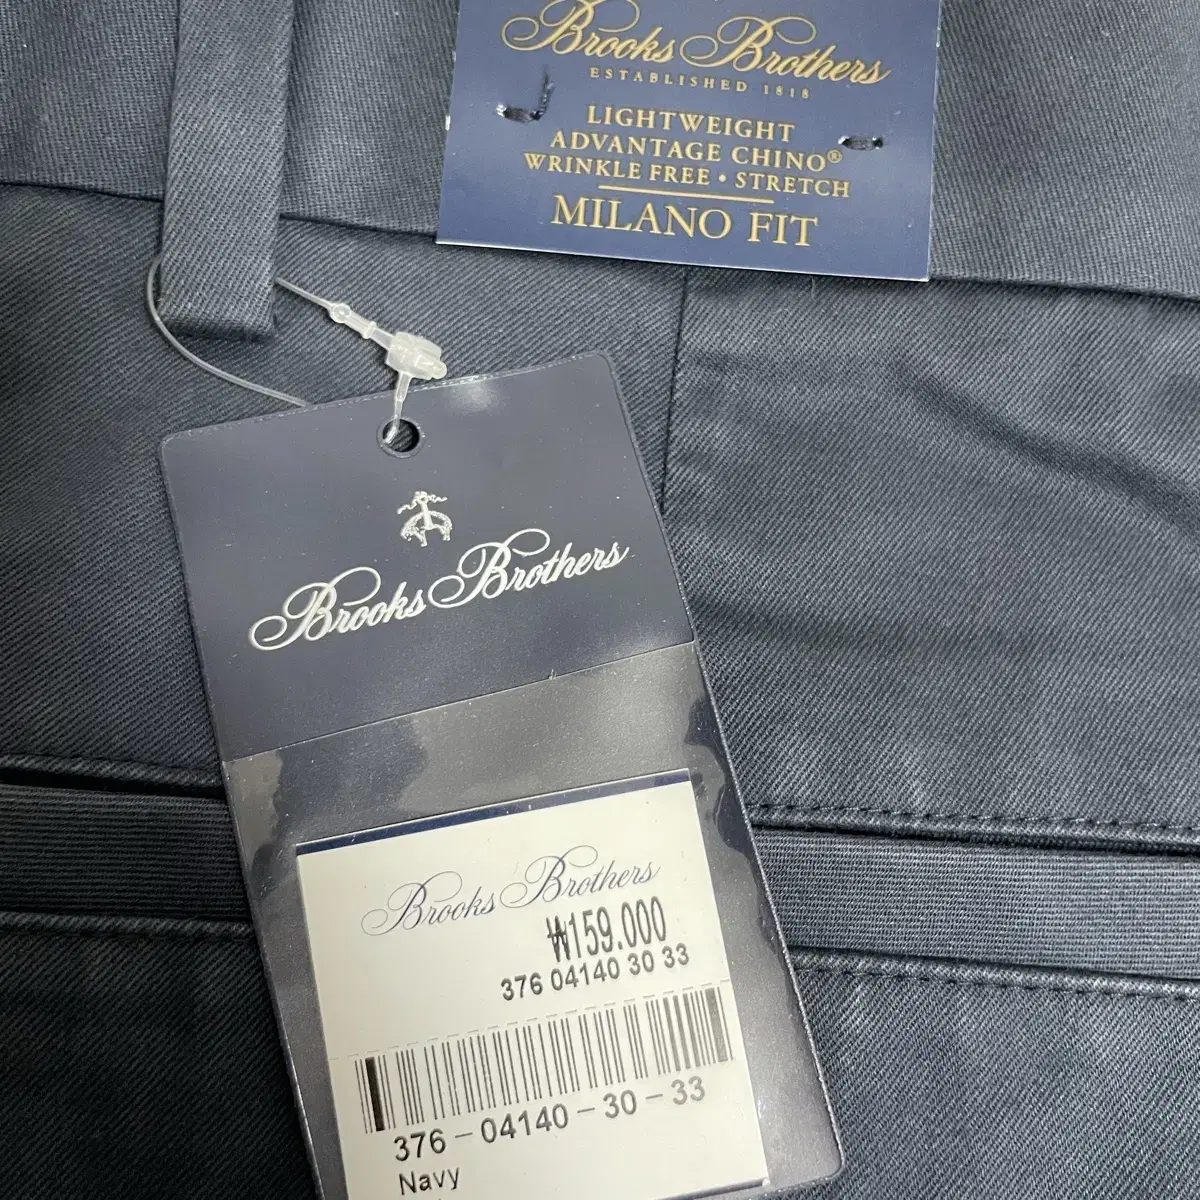 Brooks Brothers
ESTABLISHED 1818
LIGHTWEIGHT
ADVANTAGE CHINO®
WRINKLE FREE • STRETCH
MILANO FIT
Brooks Brothers
Brooks Brothers
₩159.000
376 04140 30 33
376-04140-30-33
Navy